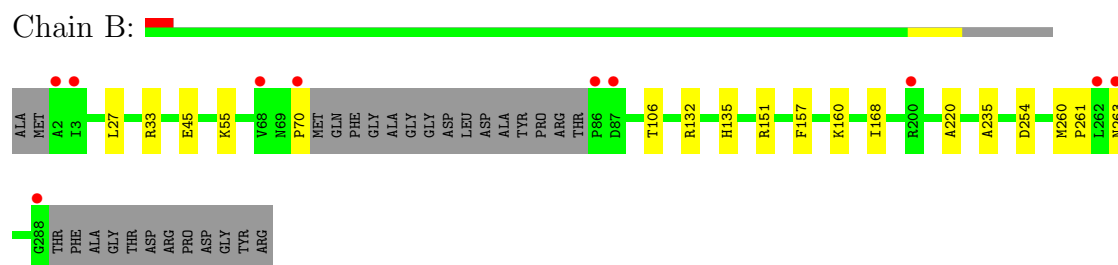 Chain B:
ALA MET A2 I3 L27 R33 E45 K55 V68 N69 P70 MET GLN PHE GLY ALA GLY GLY ASP LEU ASP ALA TYR PRO ARG THR P86 D87 T106 R132 H135 R151 F157 K160 I168 R200 A220 A235 D254 M260 P261 L262 N263
G288 THR PHE ALA GLY THR ASP ARG PRO ASP GLY TYR ARG